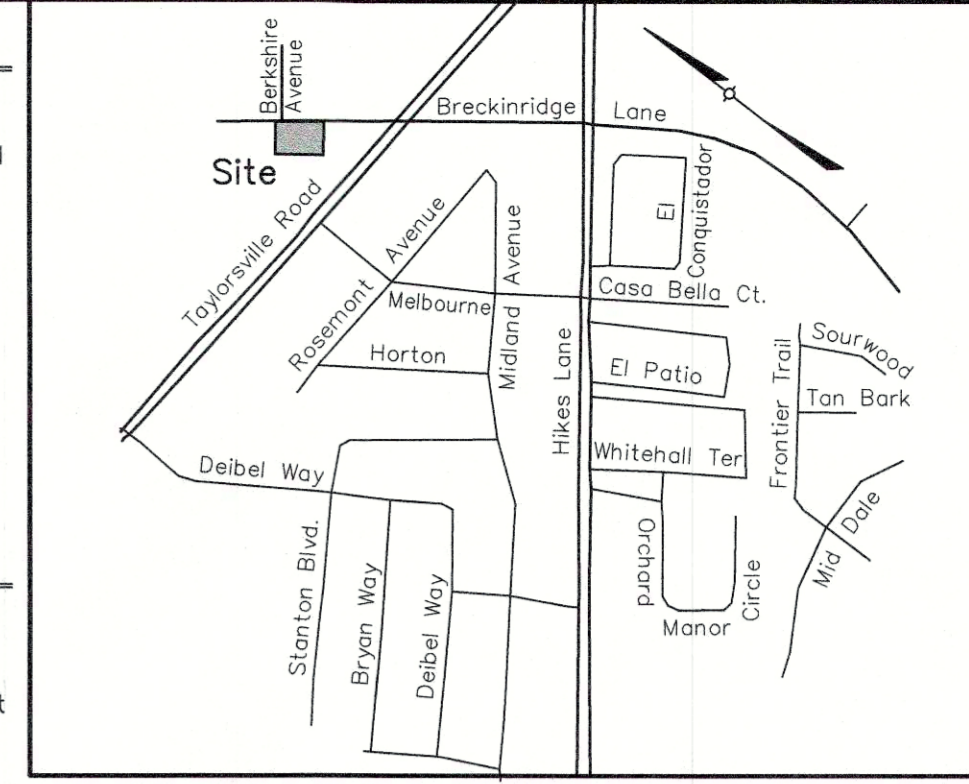 Berkshire
Avenue
Breckinridge Lane
Site
Taylorsville Road
Rosemont Avenue
Midland Avenue
El
Conquistador
Melbourne
Casa Bella Ct.
Horton
Hikes Lane
El Patio
Frontier Trail
Sourwood
Tan Bark
Whitehall Ter
Deibel Way
Stanton Blvd.
Bryan Way
Deibel Way
Orchard
Manor
Circle
Mid Dale
t